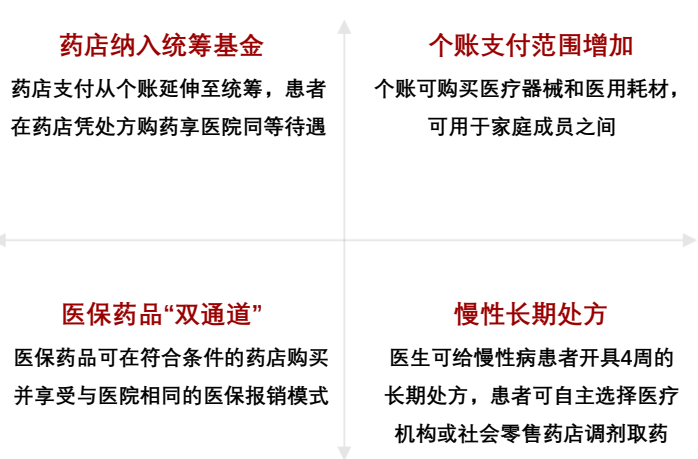 药店纳入统筹基金
药店支付从个账延伸至统筹，患者
在药店凭处方购药享医院同等待遇
个账支付范围增加
个账可购买医疗器械和医用耗材，
可用于家庭成员之间
医保药品“双通道”
医保药品可在符合条件的药店购买
并享受与医院相同的医保报销模式
慢性长期处方
医生可给慢性病患者开具4周的
长期处方，患者可自主选择医疗
机构或社会零售药店调剂取药